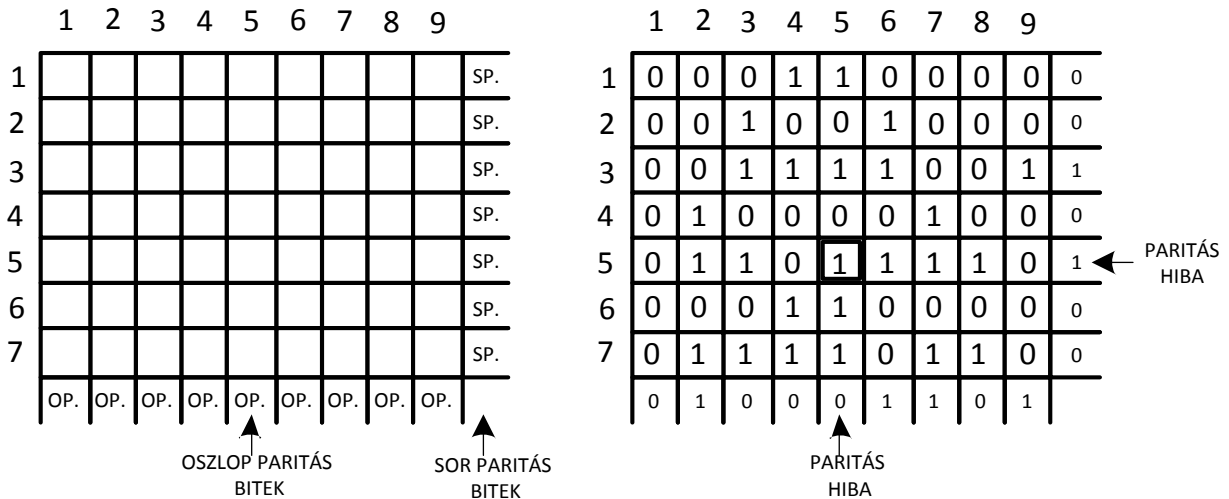 1 2 3 4 5 6 7 8 9
1 SP.
2 SP.
3 SP.
4 SP.
5 SP.
6 SP.
7 SP.
OP. OP. OP. OP. OP. OP. OP. OP. OP.
OSZLOP PARITÁS
BITEK
SOR PARITÁS
BITEK
1 2 3 4 5 6 7 8 9
1 0 0 0 1 1 0 0 0 0 0
2 0 0 1 0 0 1 0 0 0 0
3 0 0 1 1 1 1 0 0 1 1
4 0 1 0 0 0 0 1 0 0 0
5 0 1 1 0 1 1 1 1 0 1
6 0 0 0 1 1 0 0 0 0 0
7 0 1 1 1 1 0 1 1 0 0
0 1 0 0 0 1 1 0 1
PARITÁS
HIBA
PARITÁS
HIBA